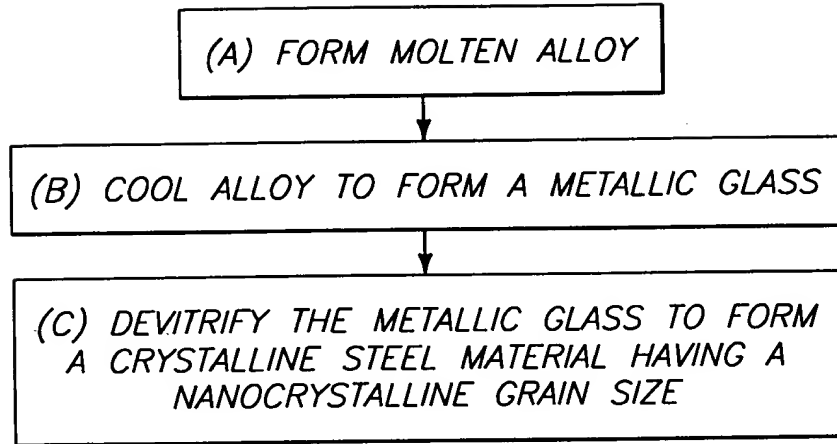 (A) FORM MOLTEN ALLOY
(B) COOL ALLOY TO FORM A METALLIC GLASS
(C) DEVITRIFY THE METALLIC GLASS TO FORM
A CRYSTALLINE STEEL MATERIAL HAVING A
NANOCRYSTALLINE GRAIN SIZE